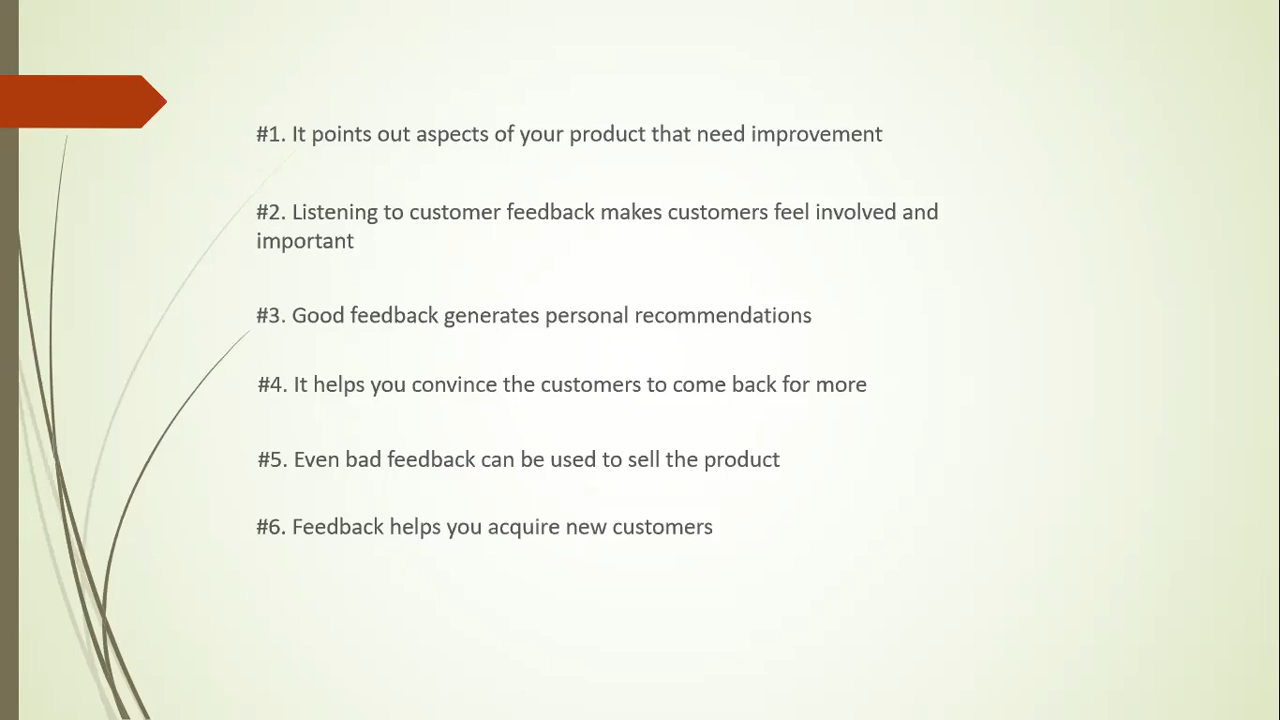 #1. It points out aspects of your product that need improvement
#2. Listening to customer feedback makes customers feel involved and
important
#3. Good feedback generates personal recommendations
#4. It helps you convince the customers to come back for more
#5. Even bad feedback can be used to sell the product
#6. Feedback helps you acquire new customers